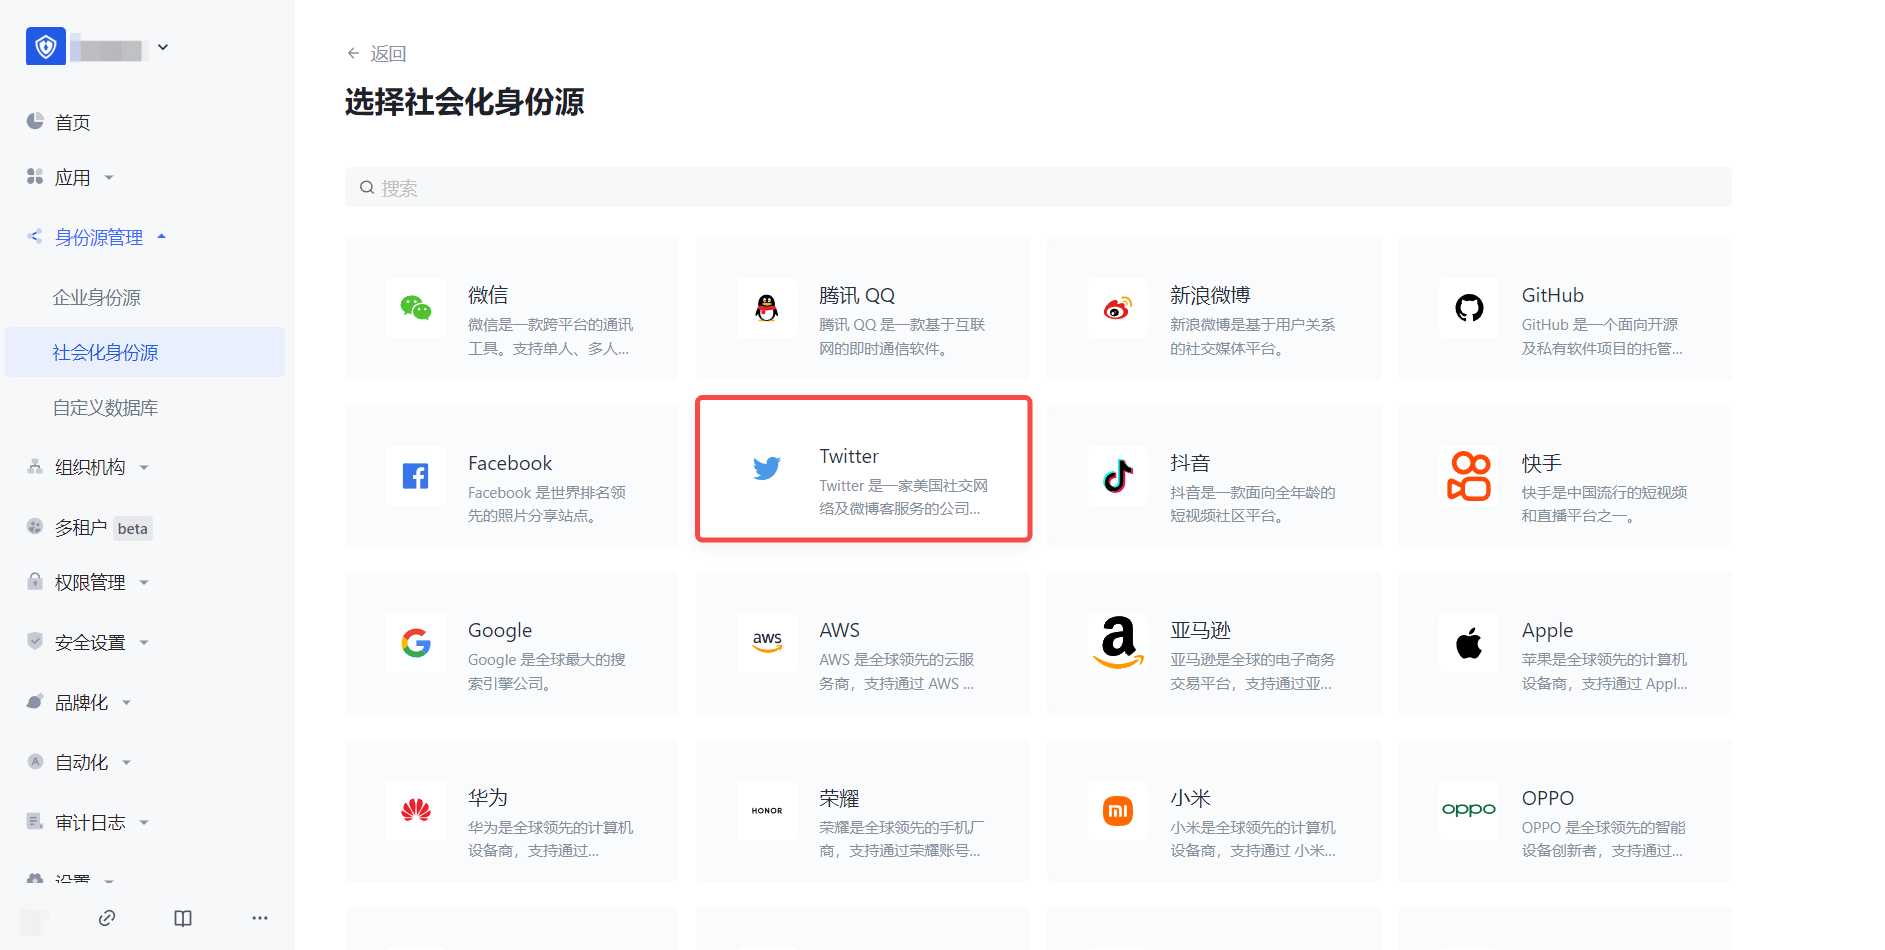 首页
应用
身份源管理
企业身份源
社会化身份源
自定义数据库
组织机构
多租户 beta
权限管理
安全设置
品牌化
自动化
审计日志
设置
返回
选择社会化身份源
搜索
微信
微信是一款跨平台的通讯
工具。支持单人、多人...
腾讯 QQ
腾讯 QQ 是一款基于互联
网的即时通信软件。
新浪微博
新浪微博是基于用户关系
的社交媒体平台。
GitHub
GitHub 是一个面向开源
及私有软件项目的托管...
Facebook
Facebook 是世界排名领
先的照片分享站点。
Twitter
Twitter 是一家美国社交网
络及微博客服务的公司...
抖音
抖音是一款面向全年龄的
短视频社区平台。
快手
快手是中国流行的短视频
和直播平台之一。
Google
Google 是全球最大的搜
索引擎公司。
aws
AWS
AWS 是全球领先的云服
务商，支持通过 AWS ...
亚马逊
亚马逊是全球的电子商务
交易平台，支持通过亚...
Apple
苹果是全球领先的计算机
设备商，支持通过 Appl...
华为
华为是全球领先的计算机
设备商，支持通过...
HONOR
荣耀
荣耀是全球领先的手机厂
商，支持通过荣耀账号...
小米
小米是全球领先的计算机
设备商，支持通过 小米...
oppo
OPPO
OPPO 是全球领先的智能
设备创新者，支持通过...